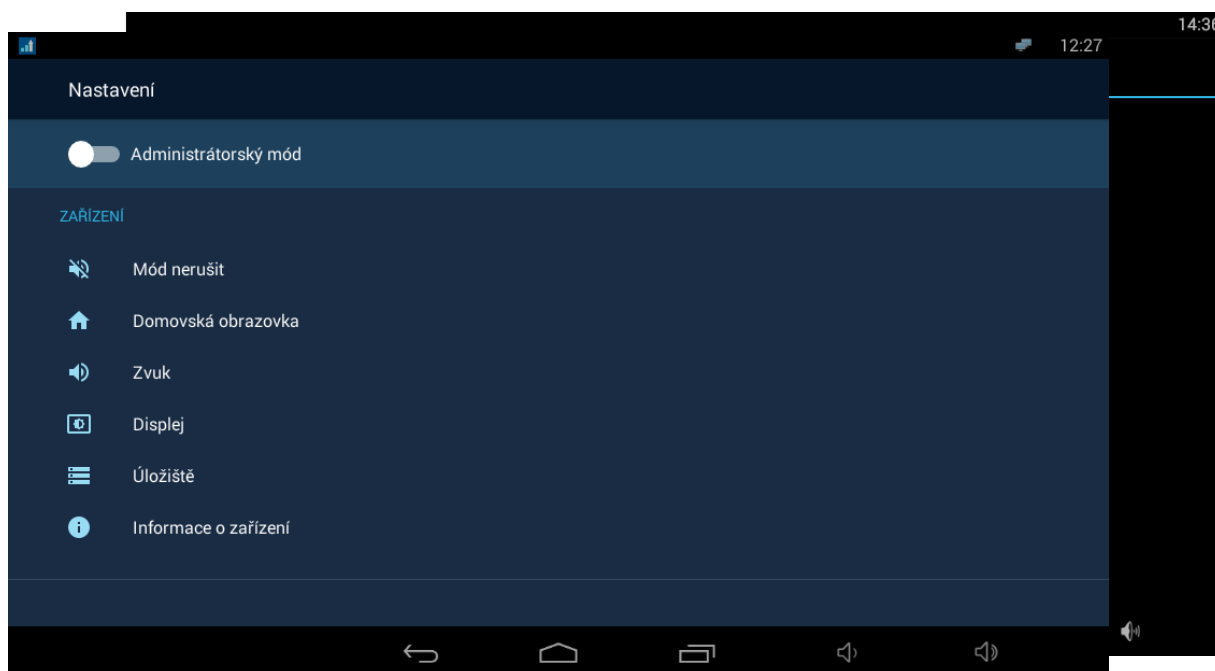 14:36
12:27
Nastavení
Administrátorský mód
ZAŘÍZENÍ
Mód nerušit
Domovská obrazovka
Zvuk
Displej
Úložiště
Informace o zařízení